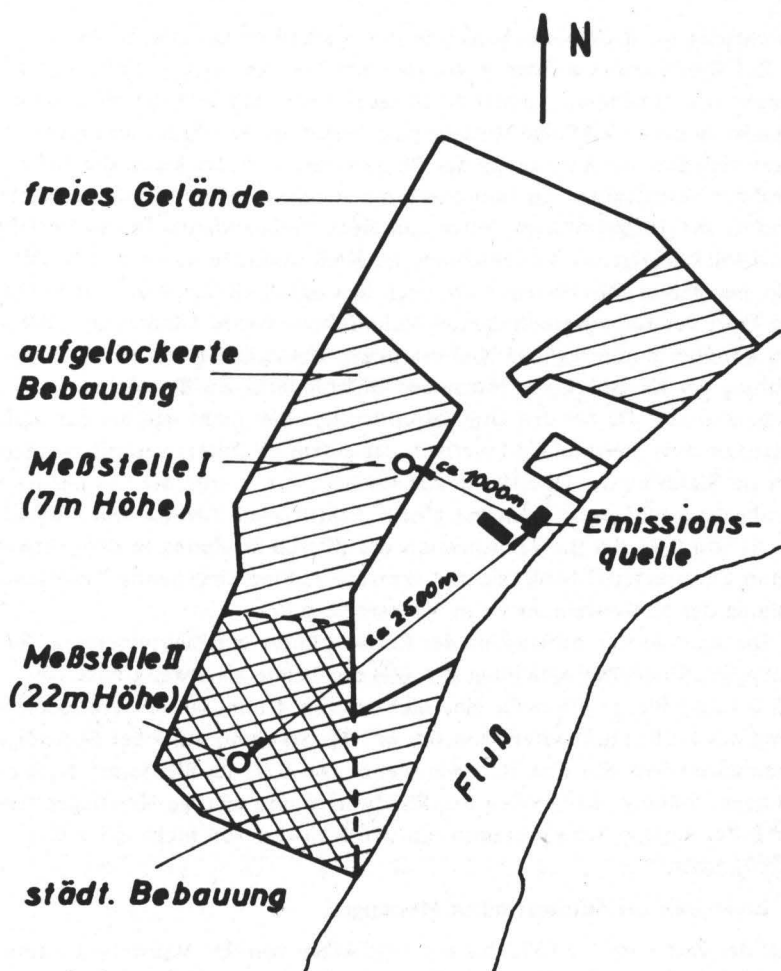 N
freies Gelände
aufgelockerte
Bebauung
Meßstelle I
(7m Höhe)
ca 1000m
Emissions-
quelle
ca 2500m
Meßstelle II
(22m Höhe)
Fluß
städt. Bebauung